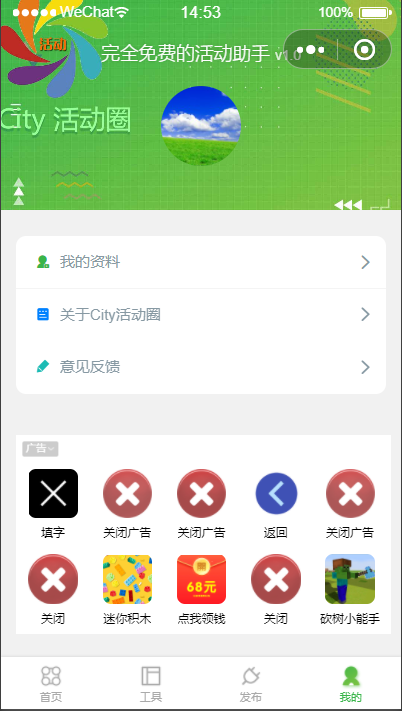 WeChat 14:53 100%
活动
完全免费的活动助手 v1.0
City 活动圈
我的资料
关于City活动圈
意见反馈
广告
填字 关闭广告 关闭广告 返回 关闭广告
68元
关闭 迷你积木 点我领钱 关闭 砍树小能手
首页 工具 发布 我的